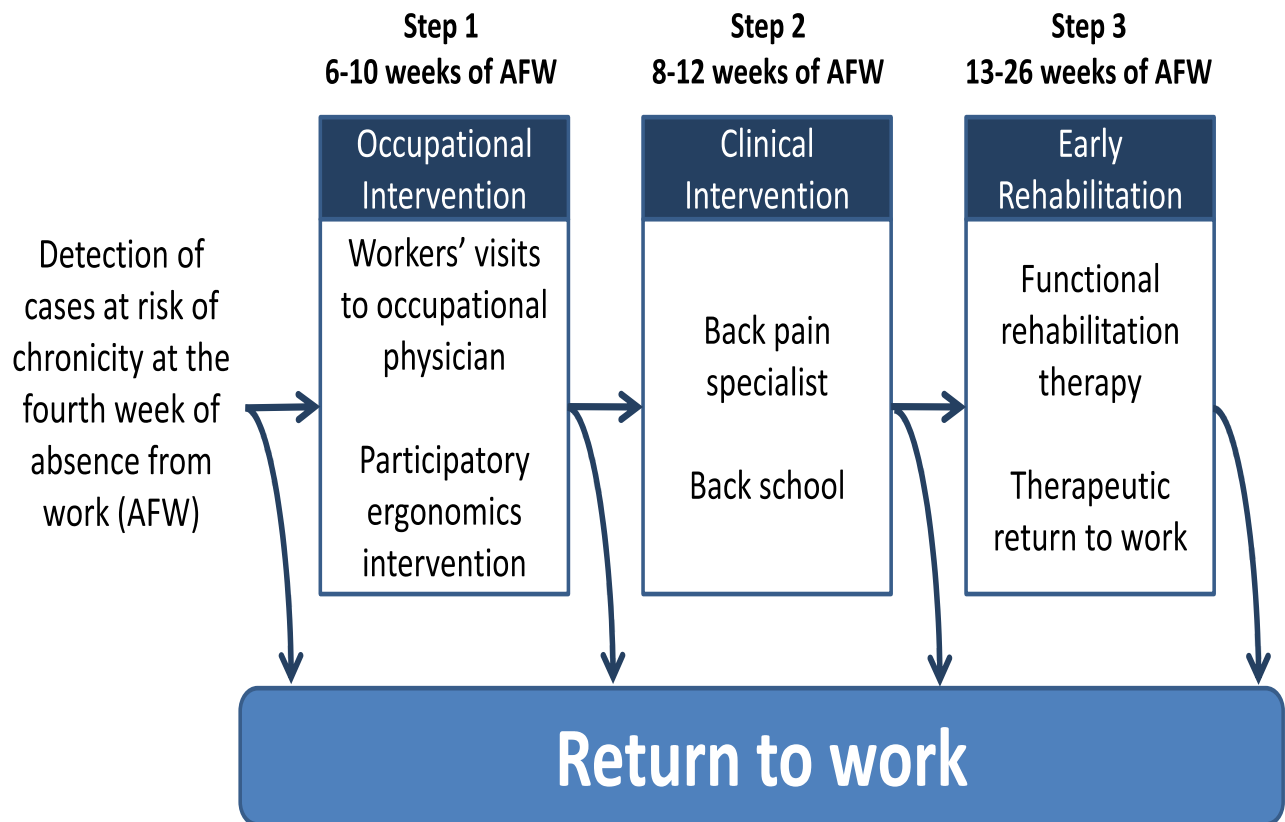 Step 1
6-10 weeks of AFW
Step 2
8-12 weeks of AFW
Step 3
13-26 weeks of AFW
Detection of
cases at risk of
chronicity at the
fourth week of
absence from
work (AFW)
Occupational
Intervention
Workers’ visits
to occupational
physician
Participatory
ergonomics
intervention
Clinical
Intervention
Back pain
specialist
Back school
Early
Rehabilitation
Functional
rehabilitation
therapy
Therapeutic
return to work
Return to work